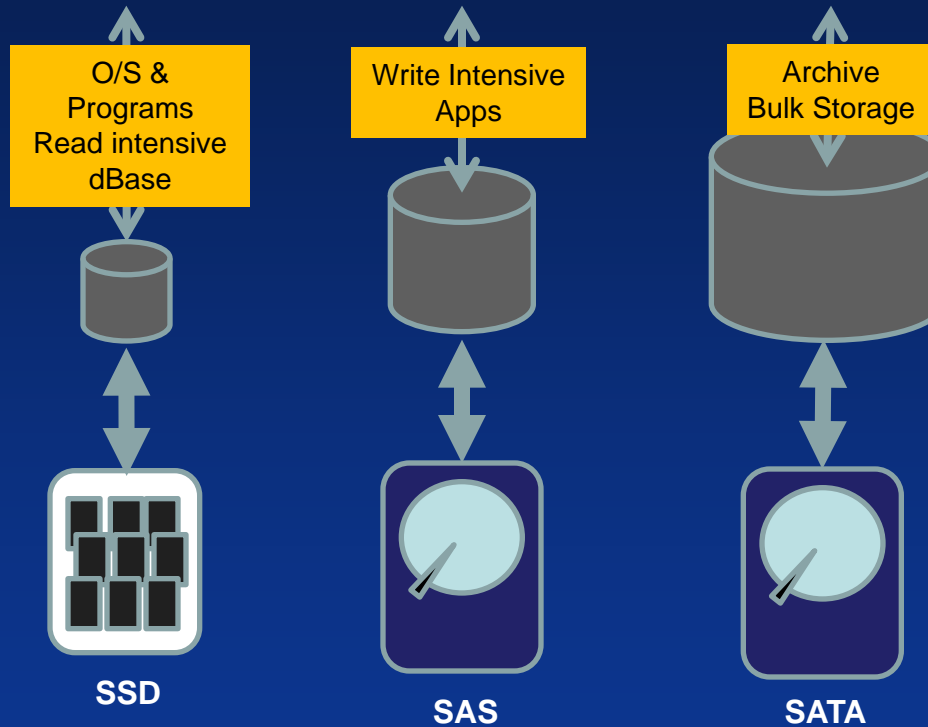 O/S &
Programs
Read intensive
dBase
Write Intensive
Apps
Archive
Bulk Storage
SSD
SAS
SATA